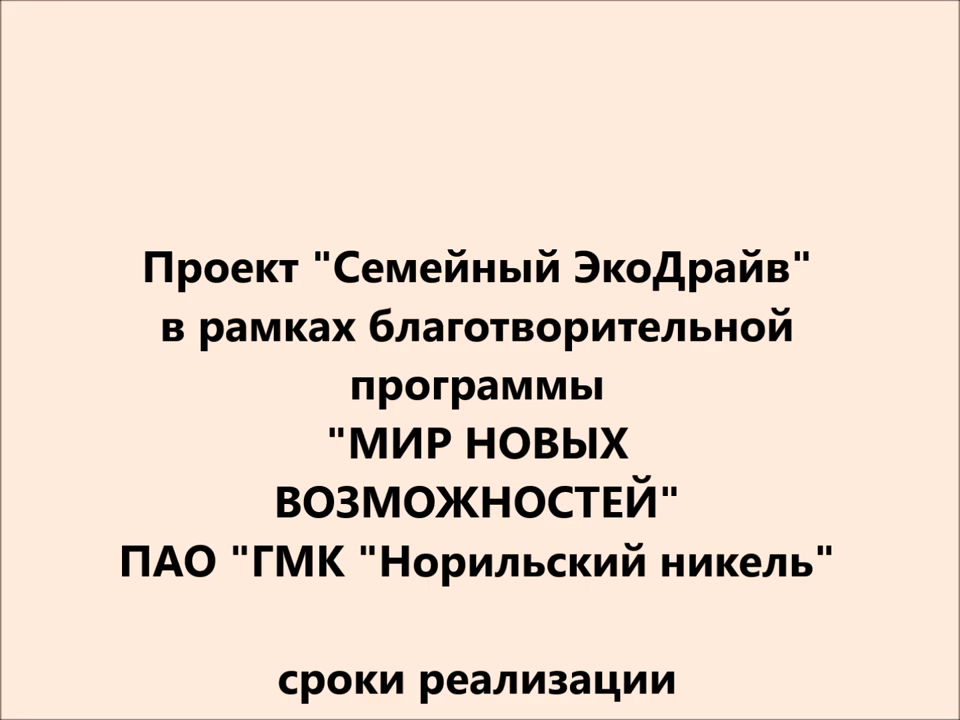 Проект "Семейный ЭкоДрайв"
в рамках благотворительной
программы
"МИР НОВЫХ
ВОЗМОЖНОСТЕЙ"
ПАО "ГМК "Норильский никель"
сроки реализации